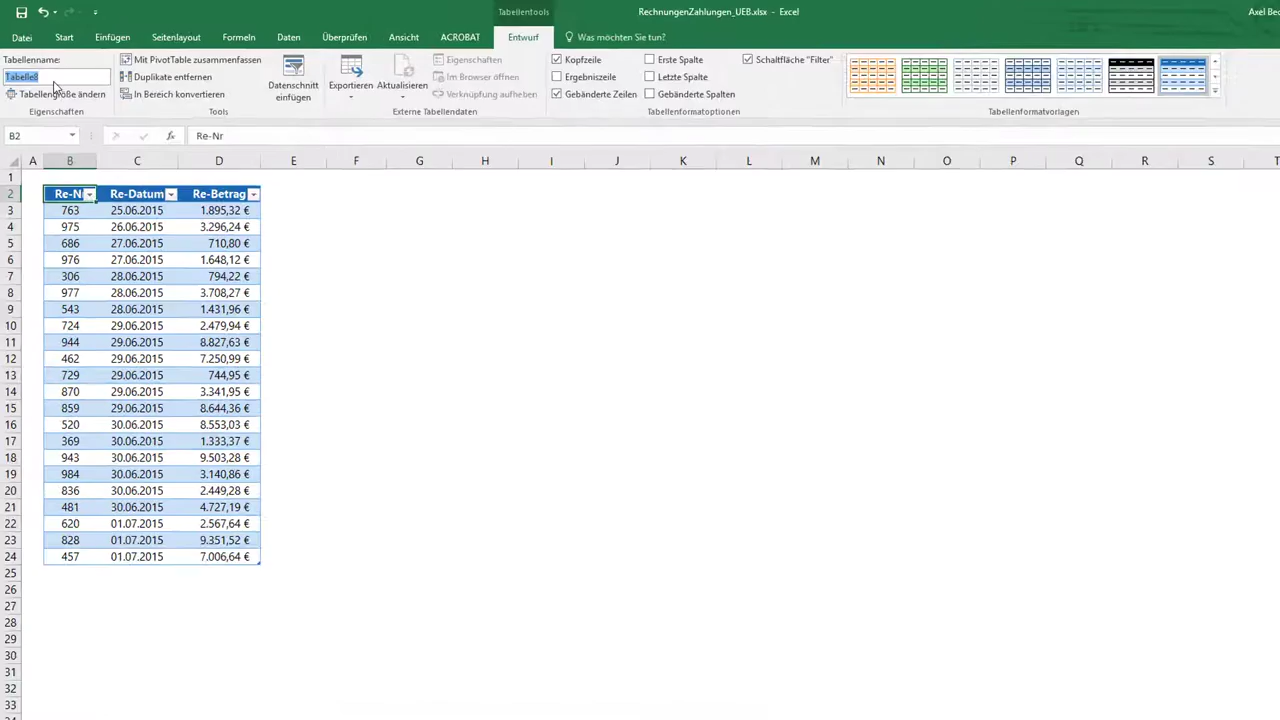 Tabellentools RechnungenZahlungen_UEB.xlsx - Excel Axel Bec
Datei Start Einfügen Seitenlayout Formeln Daten Überprüfen Ansicht ACROBAT Entwurf Was möchten Sie tun?
Tabellenname: Mit PivotTable zusammenfassen Eigenschaften Kopfzeile Erste Spalte Schaltfläche "Filter"
Tabelle8 Duplikate entfernen Im Browser öffnen Ergebniszeile Letzte Spalte
Datenschnitt Exportieren Aktualisieren
Tabellengröße ändern In Bereich konvertieren einfügen Verknüpfung aufheben Gebänderte Zeilen Gebänderte Spalten
Eigenschaften Tools Externe Tabellendaten Tabellenformatoptionen Tabellenformatvorlagen
B2 fx Re-Nr
A B C D E F G H I J K L M N O P Q R S T
1
2 Re-N Re-Datum Re-Betrag
3 763 25.06.2015 1.895,32 €
4 975 26.06.2015 3.296,24 €
5 686 27.06.2015 710,80 €
6 976 27.06.2015 1.648,12 €
7 306 28.06.2015 794,22 €
8 977 28.06.2015 3.708,27 €
9 543 28.06.2015 1.431,96 €
10 724 29.06.2015 2.479,94 €
11 944 29.06.2015 8.827,63 €
12 462 29.06.2015 7.250,99 €
13 729 29.06.2015 744,95 €
14 870 29.06.2015 3.341,95 €
15 859 29.06.2015 8.644,36 €
16 520 30.06.2015 8.553,03 €
17 369 30.06.2015 1.333,37 €
18 943 30.06.2015 9.503,28 €
19 984 30.06.2015 3.140,86 €
20 836 30.06.2015 2.449,28 €
21 481 30.06.2015 4.727,19 €
22 620 01.07.2015 2.567,64 €
23 828 01.07.2015 9.351,52 €
24 457 01.07.2015 7.006,64 €
25
26
27
28
29
30
31
32
33